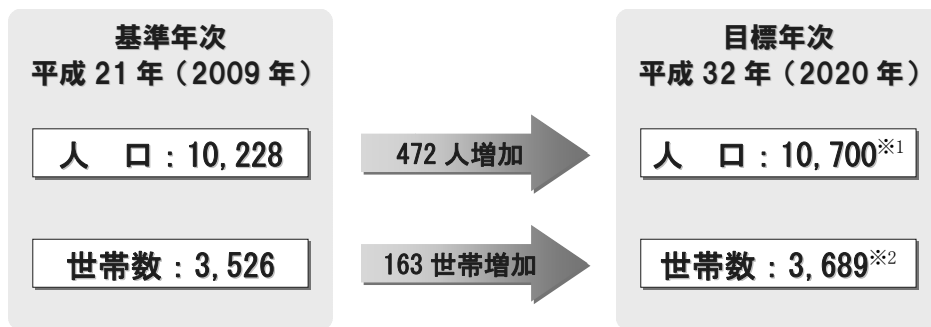 基準年次
平成 21 年（2009 年）
人　口：10,228
世帯数：3,526
472 人増加
163 世帯増加
目標年次
平成 32 年（2020 年）
人　口：10,700※1
世帯数：3,689※2